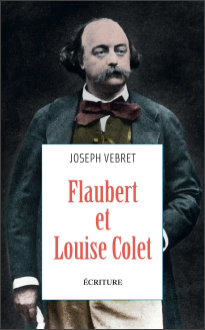 JOSEPH VEBRET
Flaubert
et
Louise Colet
ÉCRITURE